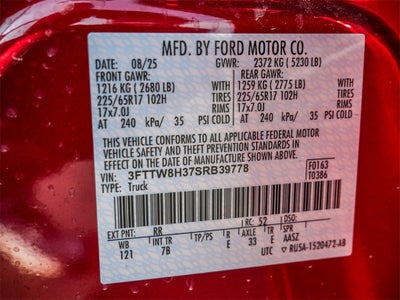 MFD. BY FORD MOTOR CO.
DATE: 08/25 GVWR: 2372 KG ( 5230 LB)
FRONT GAWR: REAR GAWR:
1216 KG ( 2680 LB) 1259 KG ( 2775 LB)
225/65R17 102H TIRES 225/65R17 102H TIRES
17x7.0J RIMS 17x7.0J RIMS
AT 240 kPa/ 35 PSI COLD AT 240 kPa/ 35 PSI COLD
THIS VEHICLE CONFORMS TO ALL APPLICABLE FEDERAL MOTOR
VEHICLE SAFETY AND THEFT PREVENTION STANDARDS IN
EFFECT ON THE DATE OF MANUFACTURE SHOWN ABOVE.
VIN: 3FTTW8H37SRB39778 F0163
TYPE: Truck T0386
EXT PNT: RR RC: 52 DSO:
WB INT TR TP/PS R AXLE TR SPR
121 7B E 33 E AASZ
UTC RU5A-1520472-AB